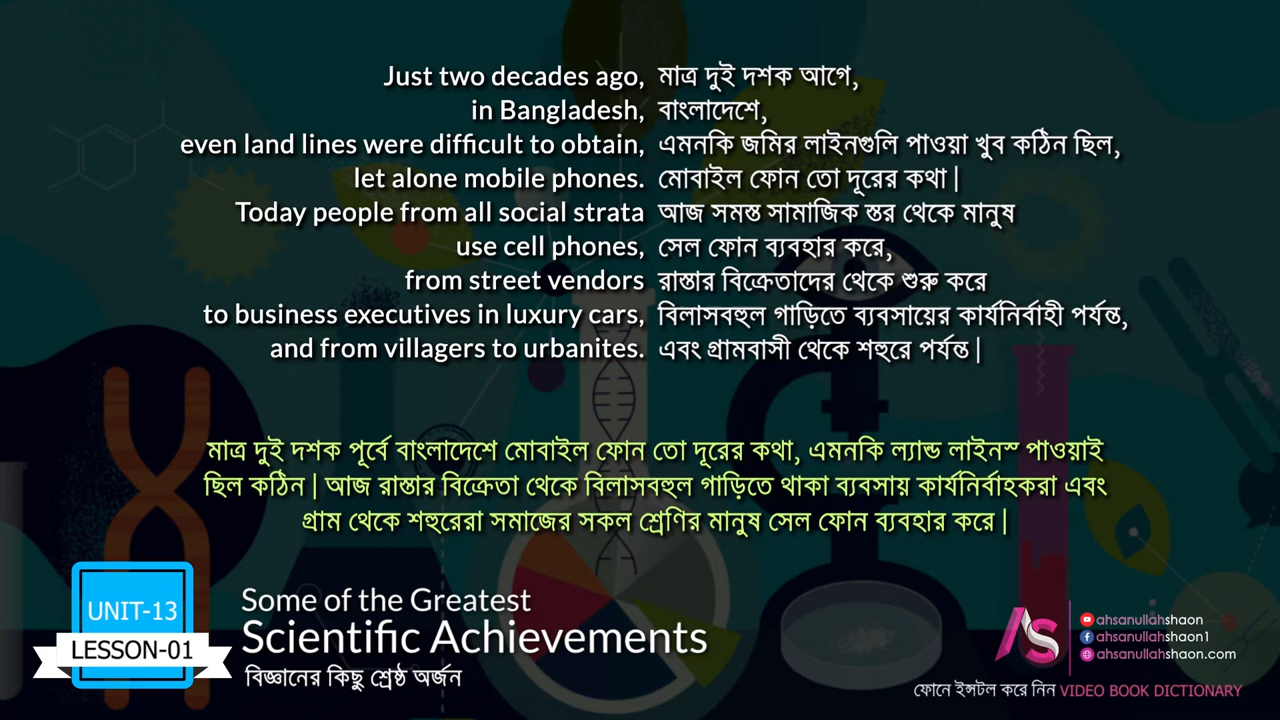 Just two decades ago, মাত্র দুই দশক আগে,
in Bangladesh, বাংলাদেশে,
even land lines were difficult to obtain, এমনকি জমির লাইনগুলি পাওয়া খুব কঠিন ছিল,
let alone mobile phones. মোবাইল ফোন তো দূরের কথা |
Today people from all social strata আজ সমস্ত সামাজিক স্তর থেকে মানুষ
use cell phones, সেল ফোন ব্যবহার করে,
from street vendors রাস্তার বিক্রেতাদের থেকে শুরু করে
to business executives in luxury cars, বিলাসবহুল গাড়িতে ব্যবসায়ের কার্যনির্বাহী পর্যন্ত,
and from villagers to urbanites. এবং গ্রামবাসী থেকে শহুরে পর্যন্ত |
মাত্র দুই দশক পূর্বে বাংলাদেশে মোবাইল ফোন তো দূরের কথা, এমনকি ল্যান্ড লাইনস্ পাওয়াই
ছিল কঠিন | আজ রাস্তার বিক্রেতা থেকে বিলাসবহুল গাড়িতে থাকা ব্যবসায় কার্যনির্বাহকরা এবং
গ্রাম থেকে শহুরেরা সমাজের সকল শ্রেণির মানুষ সেল ফোন ব্যবহার করে |
UNIT-13
LESSON-01
Some of the Greatest
Scientific Achievements
বিজ্ঞানের কিছু শ্রেষ্ঠ অর্জন
As
ahsanullahshaon
ahsanullahshaon1
ahsanullahshaon.com
ফোনে ইন্সটল করে নিন VIDEO BOOK DICTIONARY